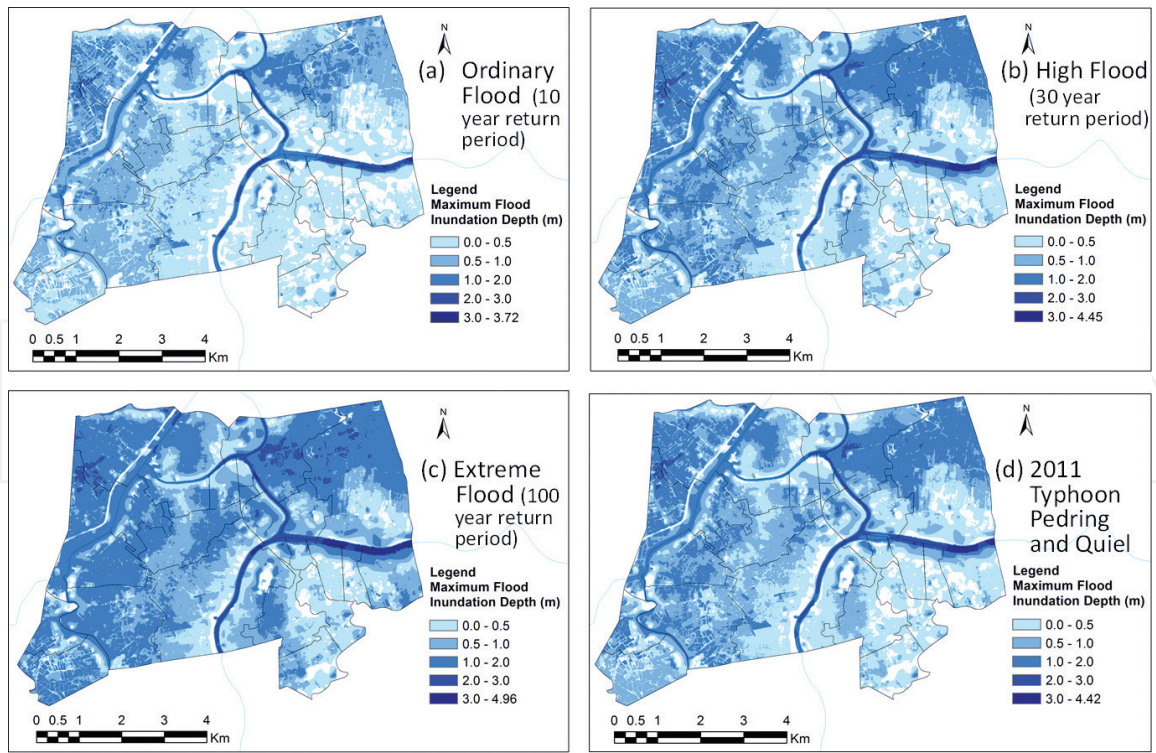 N
(a) Ordinary
Flood (10
year return
period)
Legend
Maximum Flood
Inundation Depth (m)
0.0 - 0.5
0.5 - 1.0
1.0 - 2.0
2.0 - 3.0
3.0 - 3.72
0 0.5 1 2 3 4
Km
N
(b) High Flood
(30 year
return period)
Legend
Maximum Flood
Inundation Depth (m)
0.0 - 0.5
0.5 - 1.0
1.0 - 2.0
2.0 - 3.0
3.0 - 4.45
0 0.5 1 2 3 4
Km
N
(c) Extreme
Flood (100
year return
period)
Legend
Maximum Flood
Inundation Depth (m)
0.0 - 0.5
0.5 - 1.0
1.0 - 2.0
2.0 - 3.0
3.0 - 4.96
0 0.5 1 2 3 4
Km
N
(d) 2011
Typhoon
Pedring
and Quiel
Legend
Maximum Flood
Inundation Depth (m)
0.0 - 0.5
0.5 - 1.0
1.0 - 2.0
2.0 - 3.0
3.0 - 4.42
0 0.5 1 2 3 4
Km